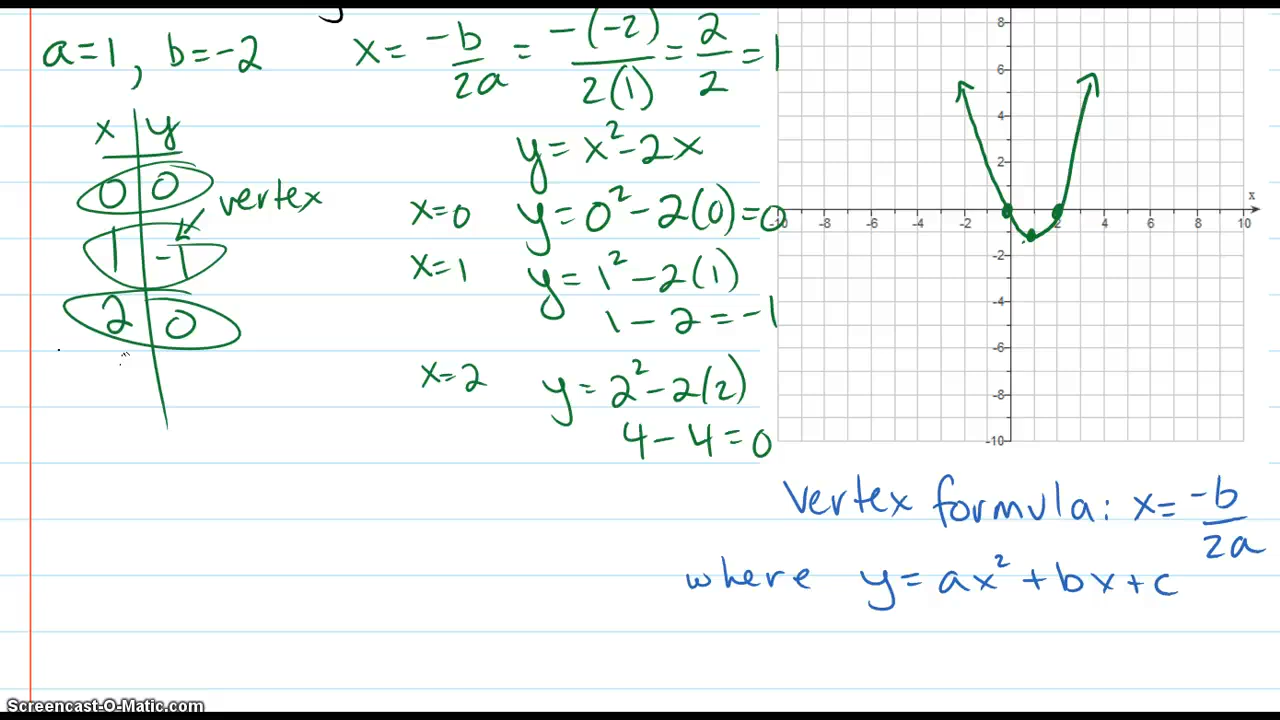 a=1, b=-2
x = -b/2a = -(-2)/2(1) = 2/2 = 1
x y
0 0
vertex
1 -1
2 0
y = x² - 2x
x=0 y = 0² - 2(0) = 0
x=1 y = 1² - 2(1)
1 - 2 = -1
x=2 y = 2² - 2(2)
4 - 4 = 0
8
6
4
2
x
-10 -8 -6 -4 -2 0 2 4 6 8 10
-2
-4
-6
-8
-10
Vertex formula: x = -b/2a
where y = ax² + bx + c
Screencast-O-Matic.com